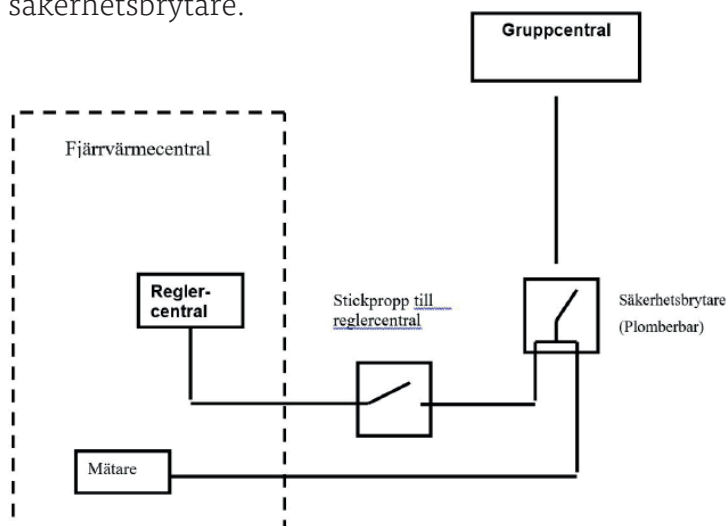 säkerhetsbrytare.
Gruppcentral
Fjärrvärmecentral
Regler-
central
Stickpropp till
reglercentral
Säkerhetsbrytare
(Plomberbar)
Mätare